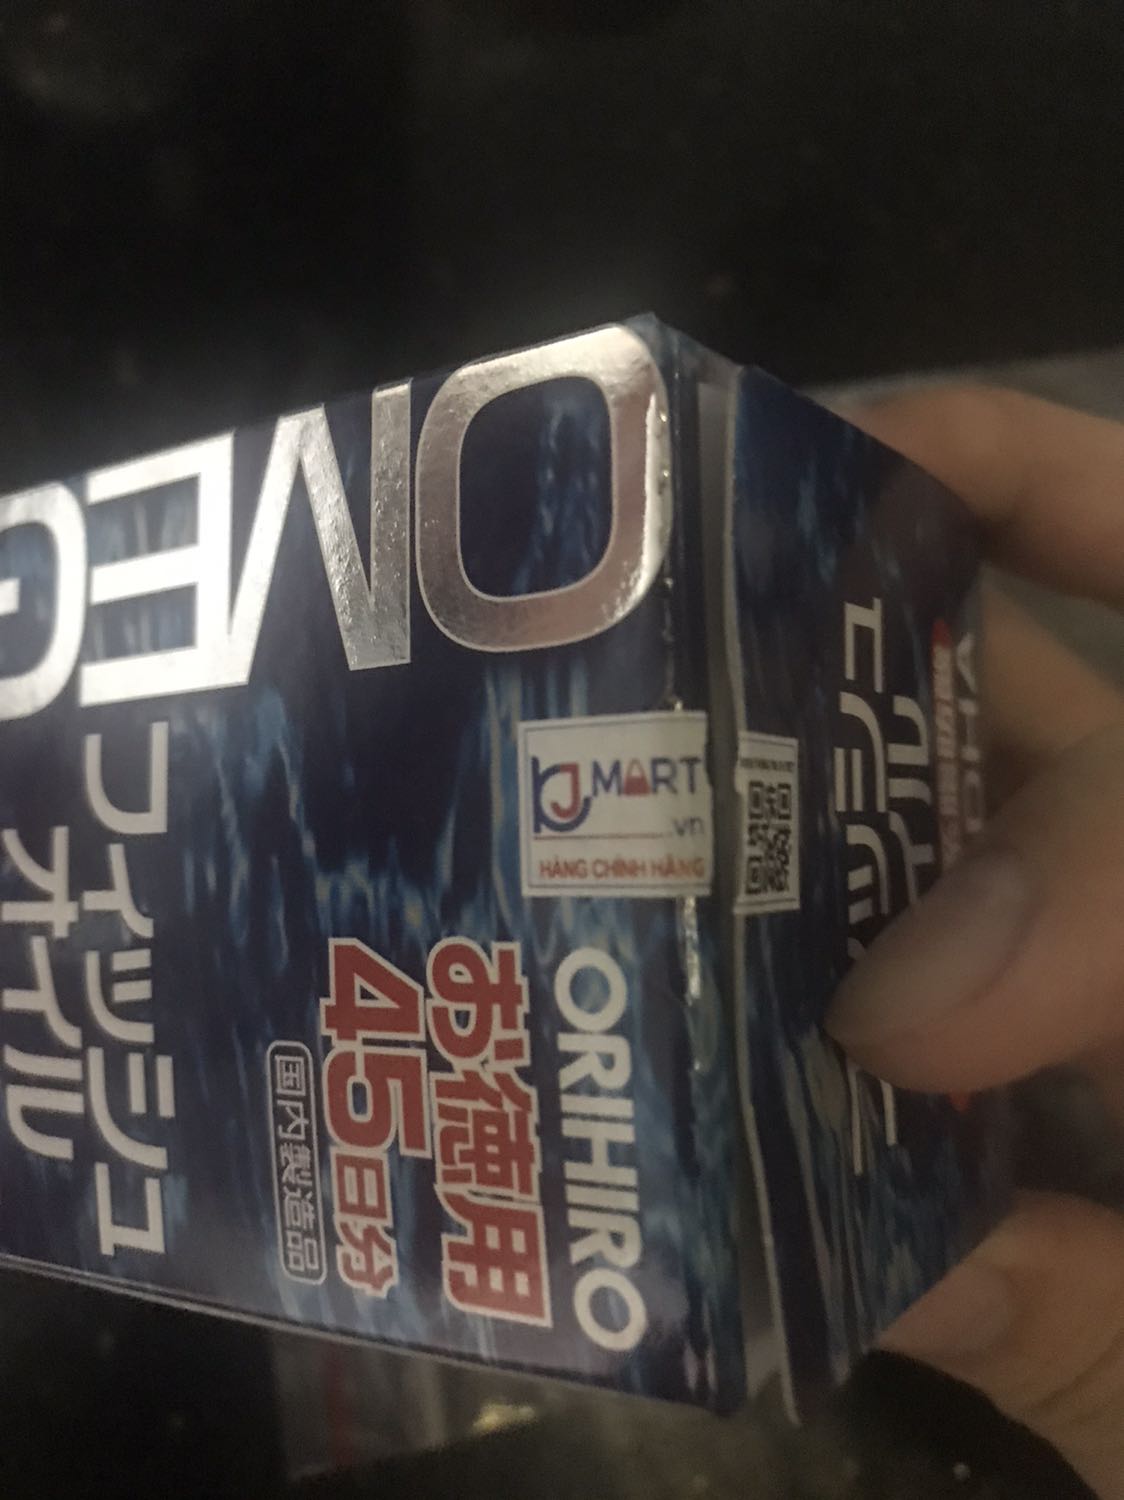 ORIHIRO
お徳用
45日分
国内製造品
OMEG
フィッシュ
オイル
KJ MART
.vn
HÀNG CHÍNH HÃNG